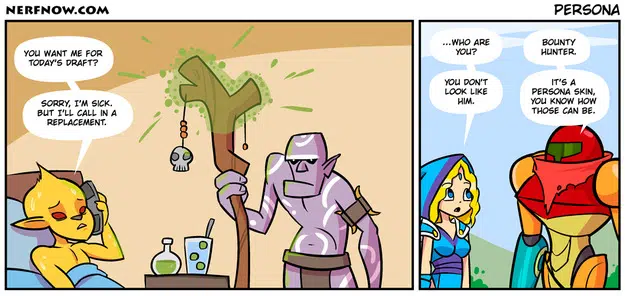 NERFNOW.COM
PERSONA
YOU WANT ME FOR
TODAY'S DRAFT?
SORRY, I'M SICK.
BUT I'LL CALL IN A
REPLACEMENT.
...WHO ARE
YOU?
YOU DON'T
LOOK LIKE
HIM.
BOUNTY
HUNTER.
IT'S A
PERSONA SKIN,
YOU KNOW HOW
THOSE CAN BE.